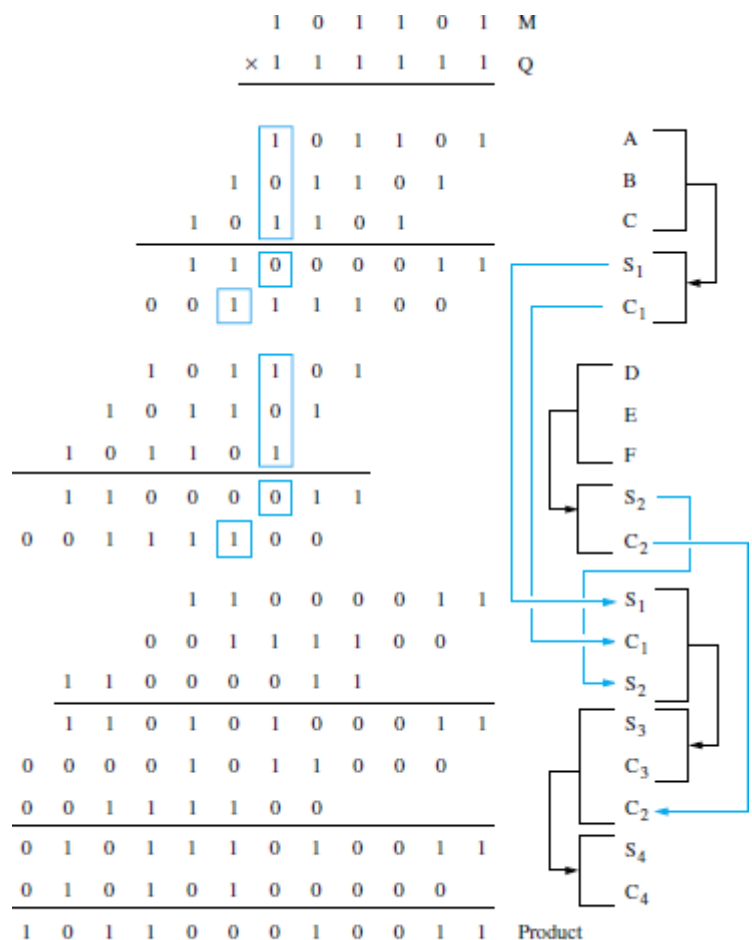 1 0 1 1 0 1 M
× 1 1 1 1 1 1 Q
1 0 1 1 0 1 A
1 0 1 1 0 1 B
1 0 1 1 0 1 C
1 1 0 0 0 0 1 1 S₁
0 0 1 1 1 1 0 0 C₁
1 0 1 1 0 1 D
1 0 1 1 0 1 E
1 0 1 1 0 1 F
1 1 0 0 0 0 1 1 S₂
0 0 1 1 1 1 0 0 C₂
1 1 0 0 0 0 1 1 S₁
0 0 1 1 1 1 0 0 C₁
1 1 0 0 0 0 1 1 S₂
1 1 0 1 0 1 0 0 0 1 1 S₃
0 0 0 0 1 0 1 1 0 0 0 C₃
0 0 1 1 1 1 0 0 C₂
0 1 0 1 1 1 0 1 0 0 1 1 S₄
0 1 0 1 0 1 0 0 0 0 0 C₄
1 0 1 1 0 0 0 1 0 0 1 1 Product